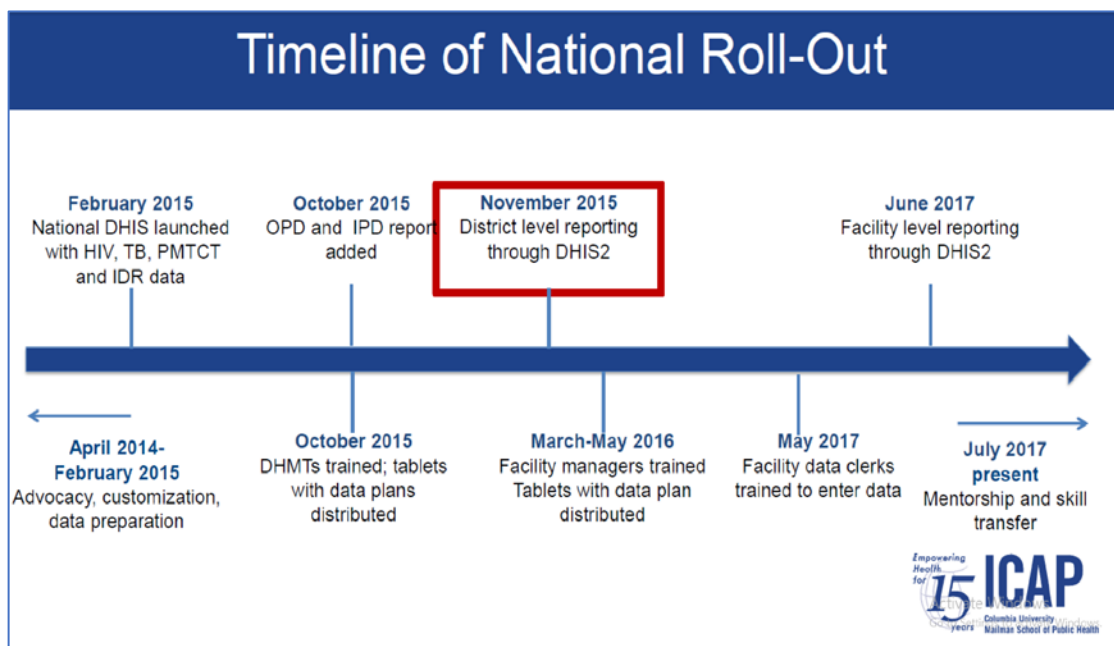 Timeline of National Roll-Out
February 2015
National DHIS launched
with HIV, TB, PMTCT
and IDR data
October 2015
OPD and IPD report
added
November 2015
District level reporting
through DHIS2
June 2017
Facility level reporting
through DHIS2
April 2014-
February 2015
Advocacy, customization,
data preparation
October 2015
DHMTs trained; tablets
with data plans
distributed
March-May 2016
Facility managers trained
Tablets with data plan
distributed
May 2017
Facility data clerks
trained to enter data
July 2017
present
Mentorship and skill
transfer
Empowering
Health
for
15
years
ICAP
Activate Windows
Columbia University
Mailman School of Public Health